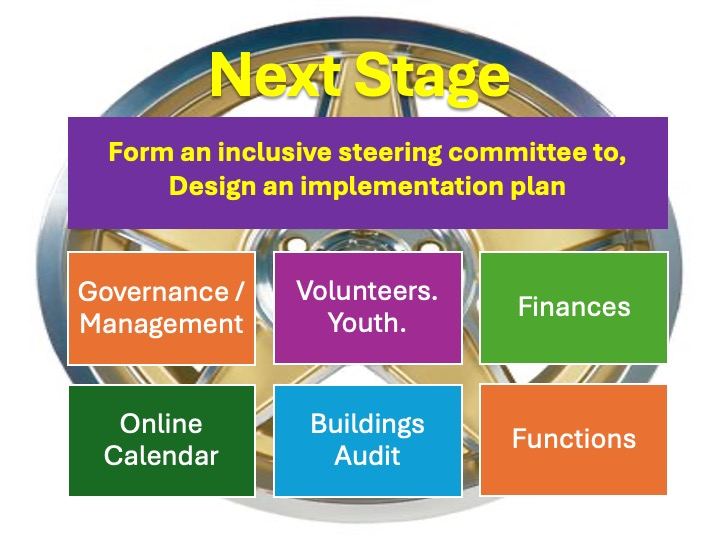 Next Stage
Form an inclusive steering committee to,
Design an implementation plan
Governance /
Management
Volunteers.
Youth.
Finances
Online
Calendar
Buildings
Audit
Functions